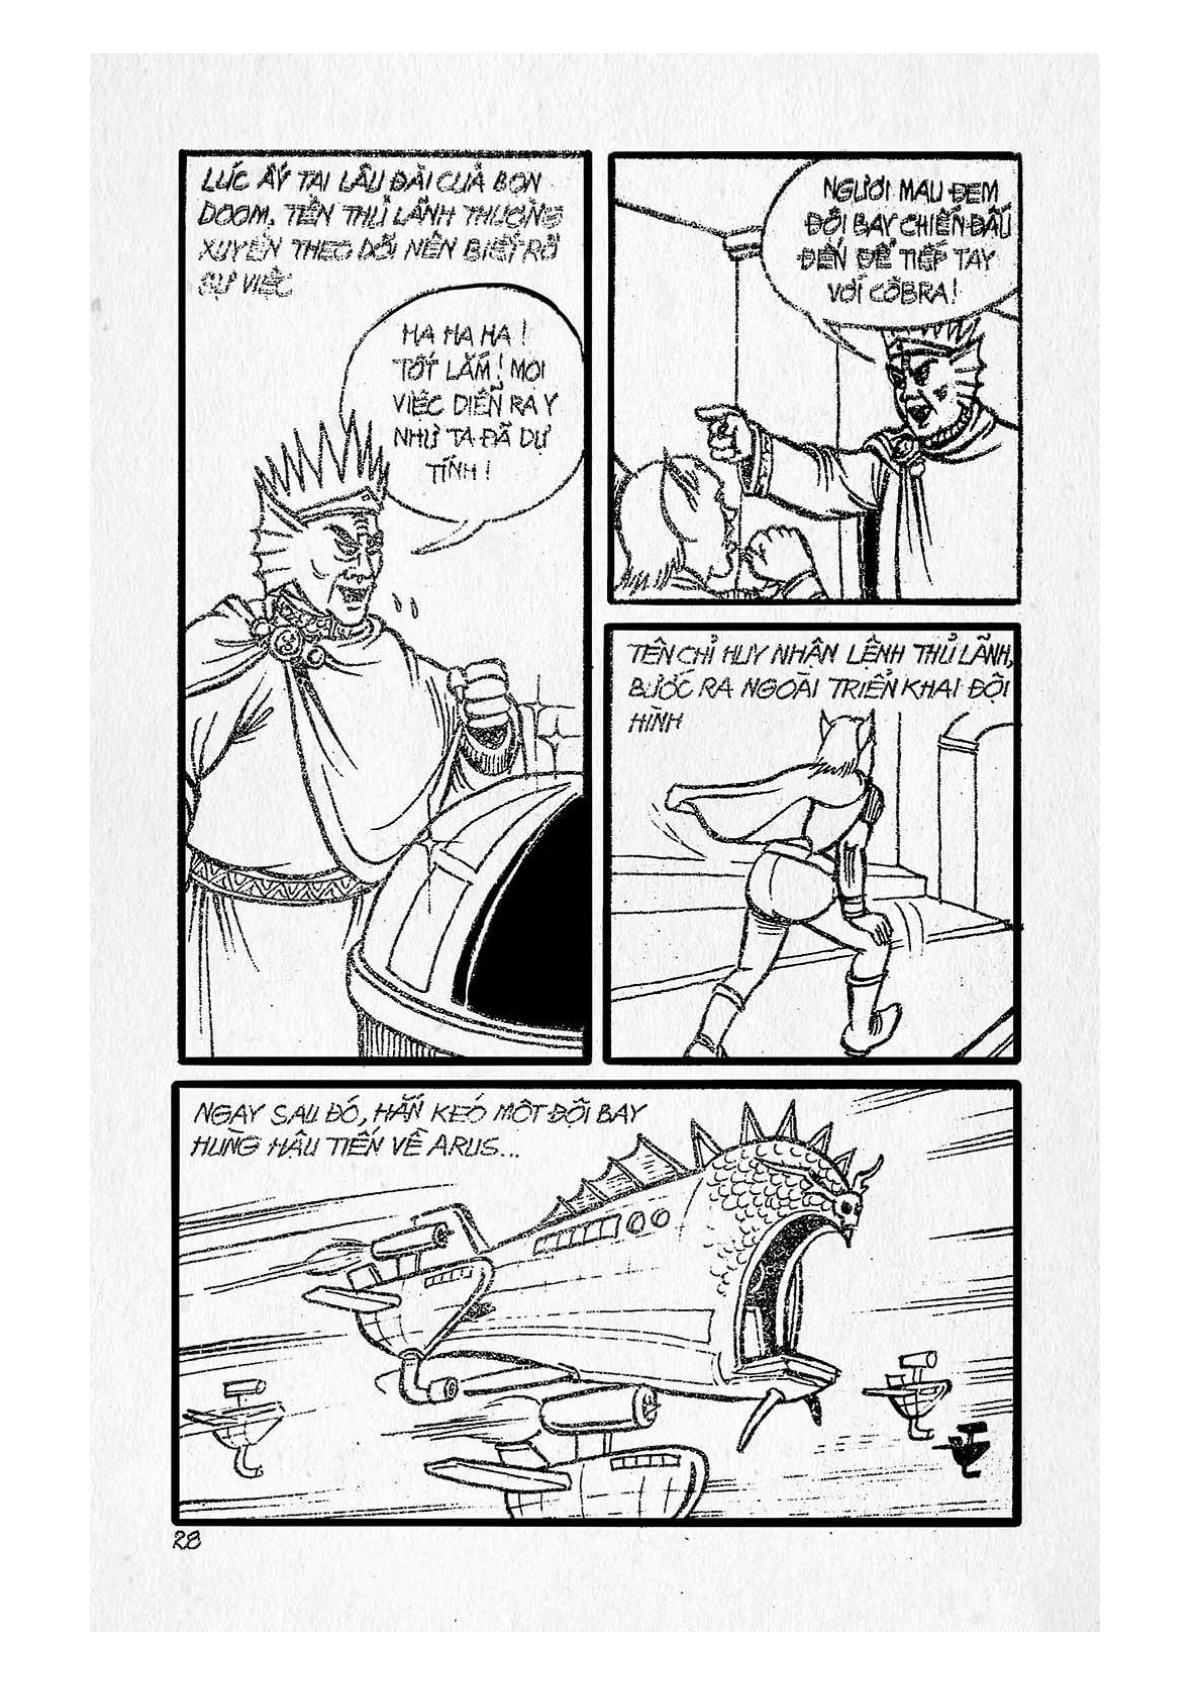 LÚC ẤY TẠI LÂU ĐÀI CỦA BỌN
DOOM, TÊN THỦ LÃNH THƯỜNG
XUYÊN THEO DÕI NÊN BIẾT RÕ
SỰ VIỆC
HA HA HA !
TỐT LẮM ! MỌI
VIỆC DIỄN RA Y
NHƯ TA ĐÃ DỰ
TÍNH !
NGƯƠI MAU ĐEM
ĐỘI BAY CHIẾN ĐẤU
ĐẾN ĐỂ TIẾP TAY
VỚI CÔBRA !
TÊN CHỈ HUY NHẬN LỆNH THỦ LÃNH,
BƯỚC RA NGOÀI TRIỂN KHAI ĐỘI
HÌNH
NGAY SAU ĐÓ, HẮN KÉO MỘT ĐỘI BAY
HÙNG HẬU TIẾN VỀ ARUS...
28